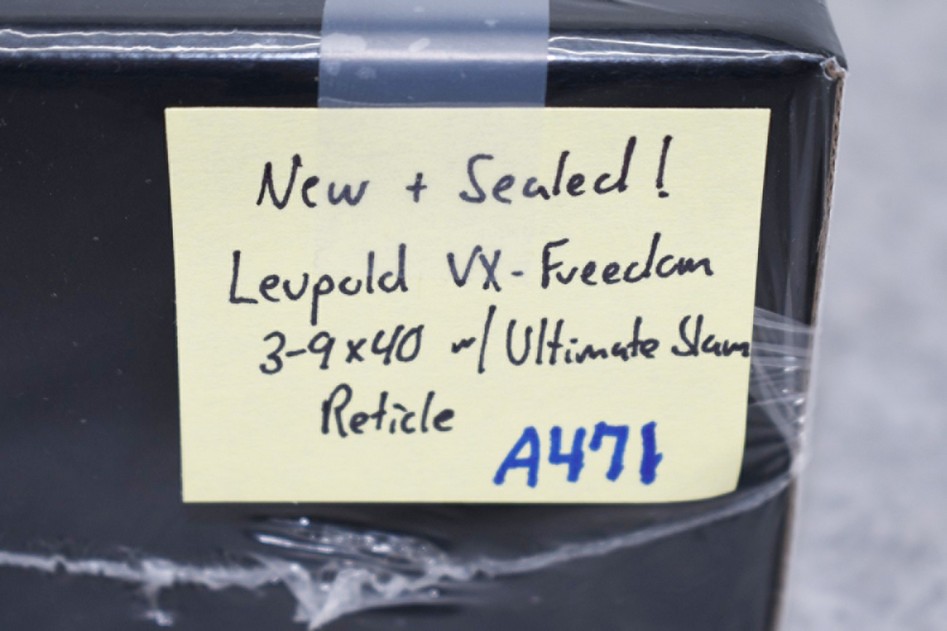 New + Sealed!
Leupold VX-Freedom
3-9x40 w/ Ultimate Slam
Reticle
A471